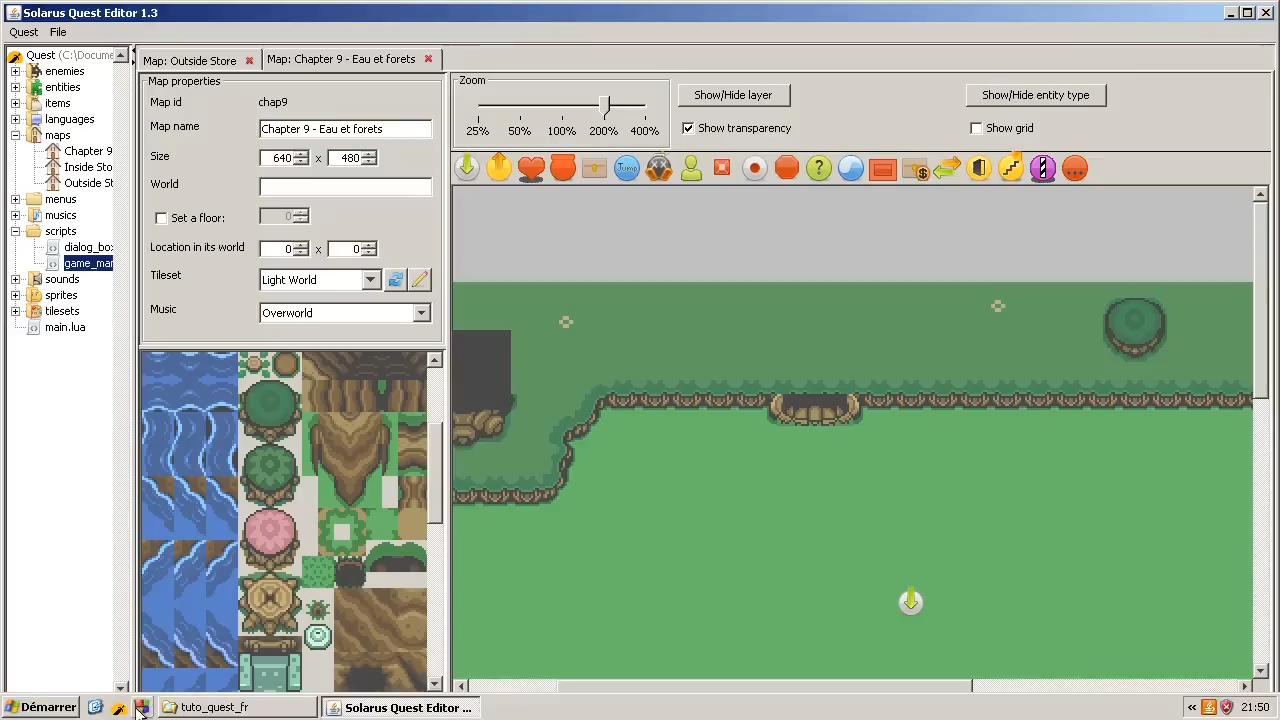 Solarus Quest Editor 1.3
Quest File
Quest (C:\Docume
enemies
entities
items
languages
maps
Chapter 9
Inside Sto
Outside St
menus
musics
scripts
dialog_box
game_mar
sounds
sprites
tilesets
main.lua
Map: Outside Store
Map: Chapter 9 - Eau et forets
Map properties
Map id chap9
Map name Chapter 9 - Eau et forets
Size 640 x 480
World
Set a floor: 0
Location in its world 0 x 0
Tileset Light World
Music Overworld
Zoom
25% 50% 100% 200% 400%
Show/Hide layer
Show transparency
Show/Hide entity type
Show grid
Jump
?
$
Démarrer
tuto_quest_fr
Solarus Quest Editor ...
«
21:50